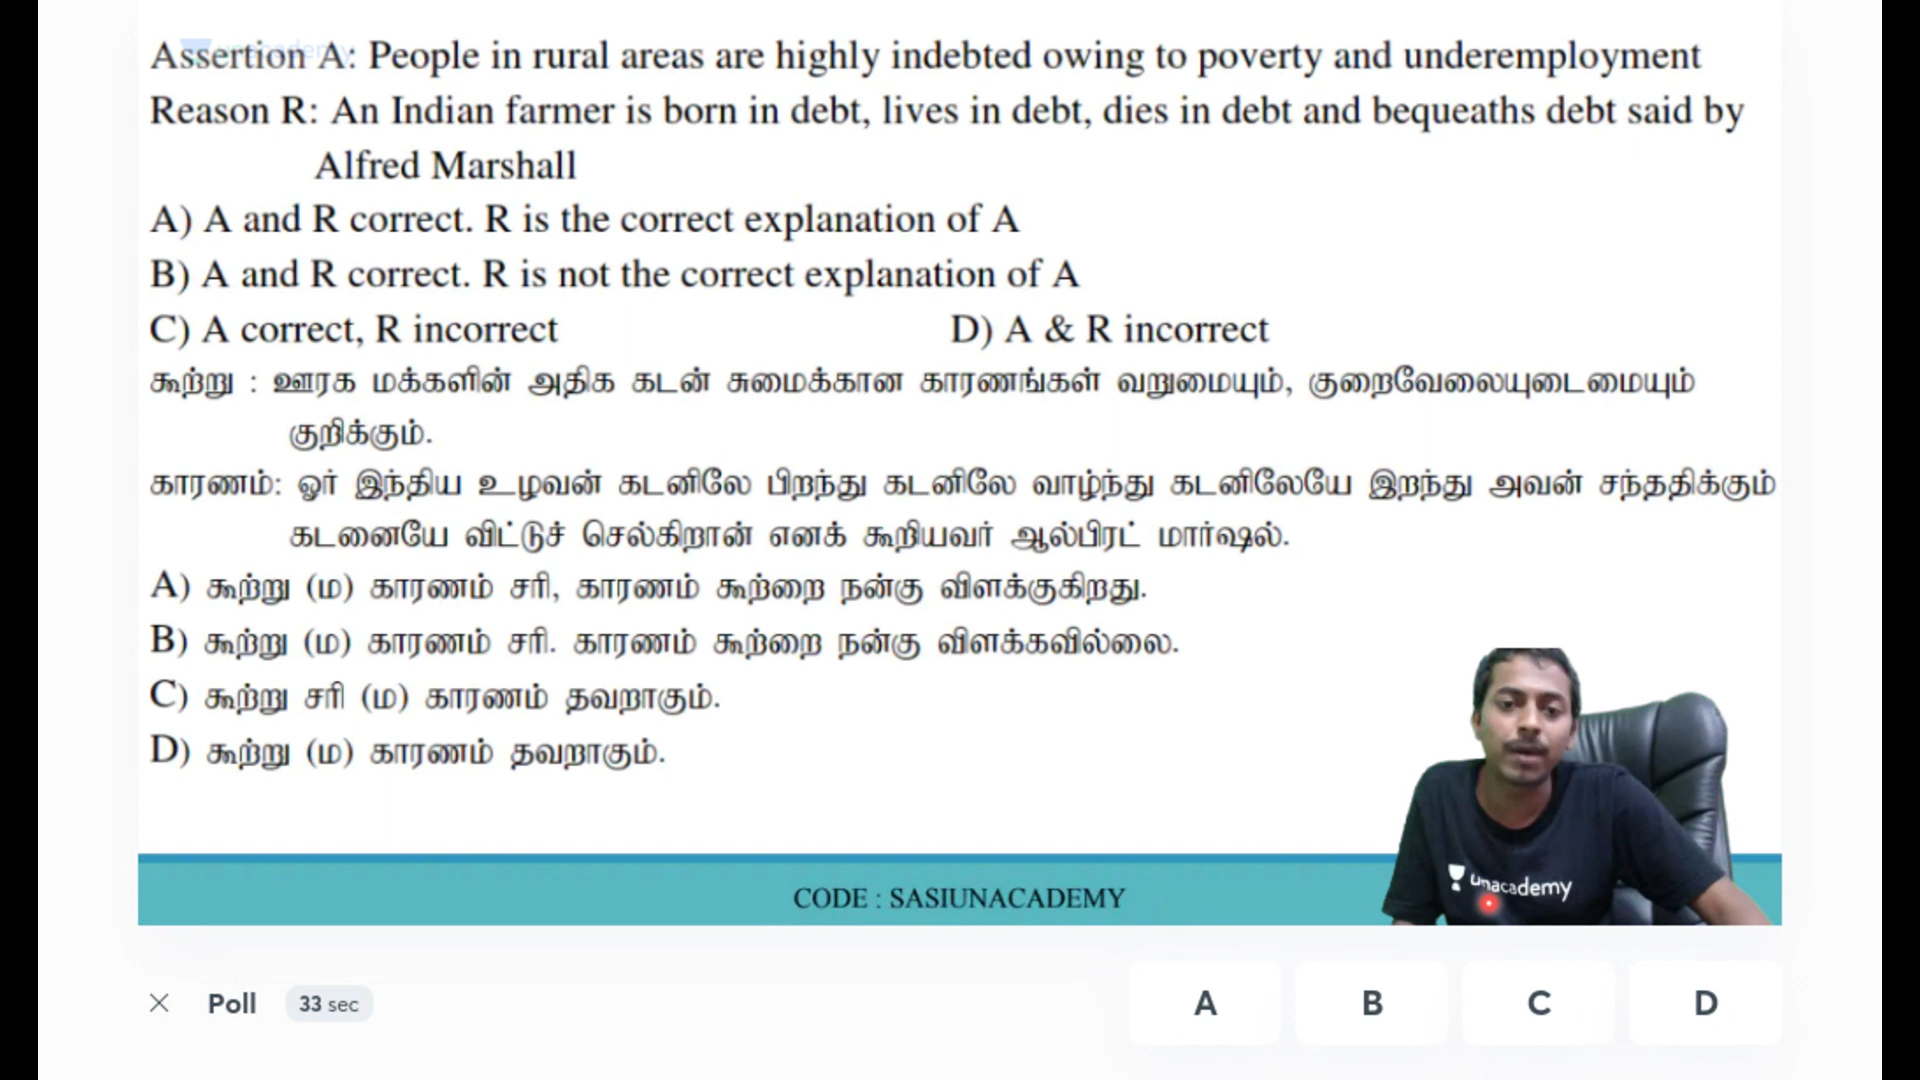 unacademy
Assertion A: People in rural areas are highly indebted owing to poverty and underemployment
Reason R: An Indian farmer is born in debt, lives in debt, dies in debt and bequeaths debt said by
Alfred Marshall
A) A and R correct. R is the correct explanation of A
B) A and R correct. R is not the correct explanation of A
C) A correct, R incorrect D) A & R incorrect
கூற்று : ஊரக மக்களின் அதிக கடன் சுமைக்கான காரணங்கள் வறுமையும், குறைவேலையுடைமையும்
குறிக்கும்.
காரணம்: ஓர் இந்திய உழவன் கடனிலே பிறந்து கடனிலே வாழ்ந்து கடனிலேயே இறந்து அவன் சந்ததிக்கும்
கடனையே விட்டுச் செல்கிறான் எனக் கூறியவர் ஆல்பிரட் மார்ஷல்.
A) கூற்று (ம) காரணம் சரி, காரணம் கூற்றை நன்கு விளக்குகிறது.
B) கூற்று (ம) காரணம் சரி. காரணம் கூற்றை நன்கு விளக்கவில்லை.
C) கூற்று சரி (ம) காரணம் தவறாகும்.
D) கூற்று (ம) காரணம் தவறாகும்.
unacademy
CODE : SASIUNACADEMY
Poll 33 sec A B C D